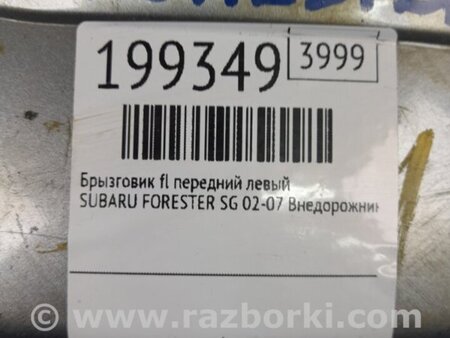 199349 3999
Брызговик fl передний левый
SUBARU FORESTER SG 02-07 Внедорожник
www.razborki.com